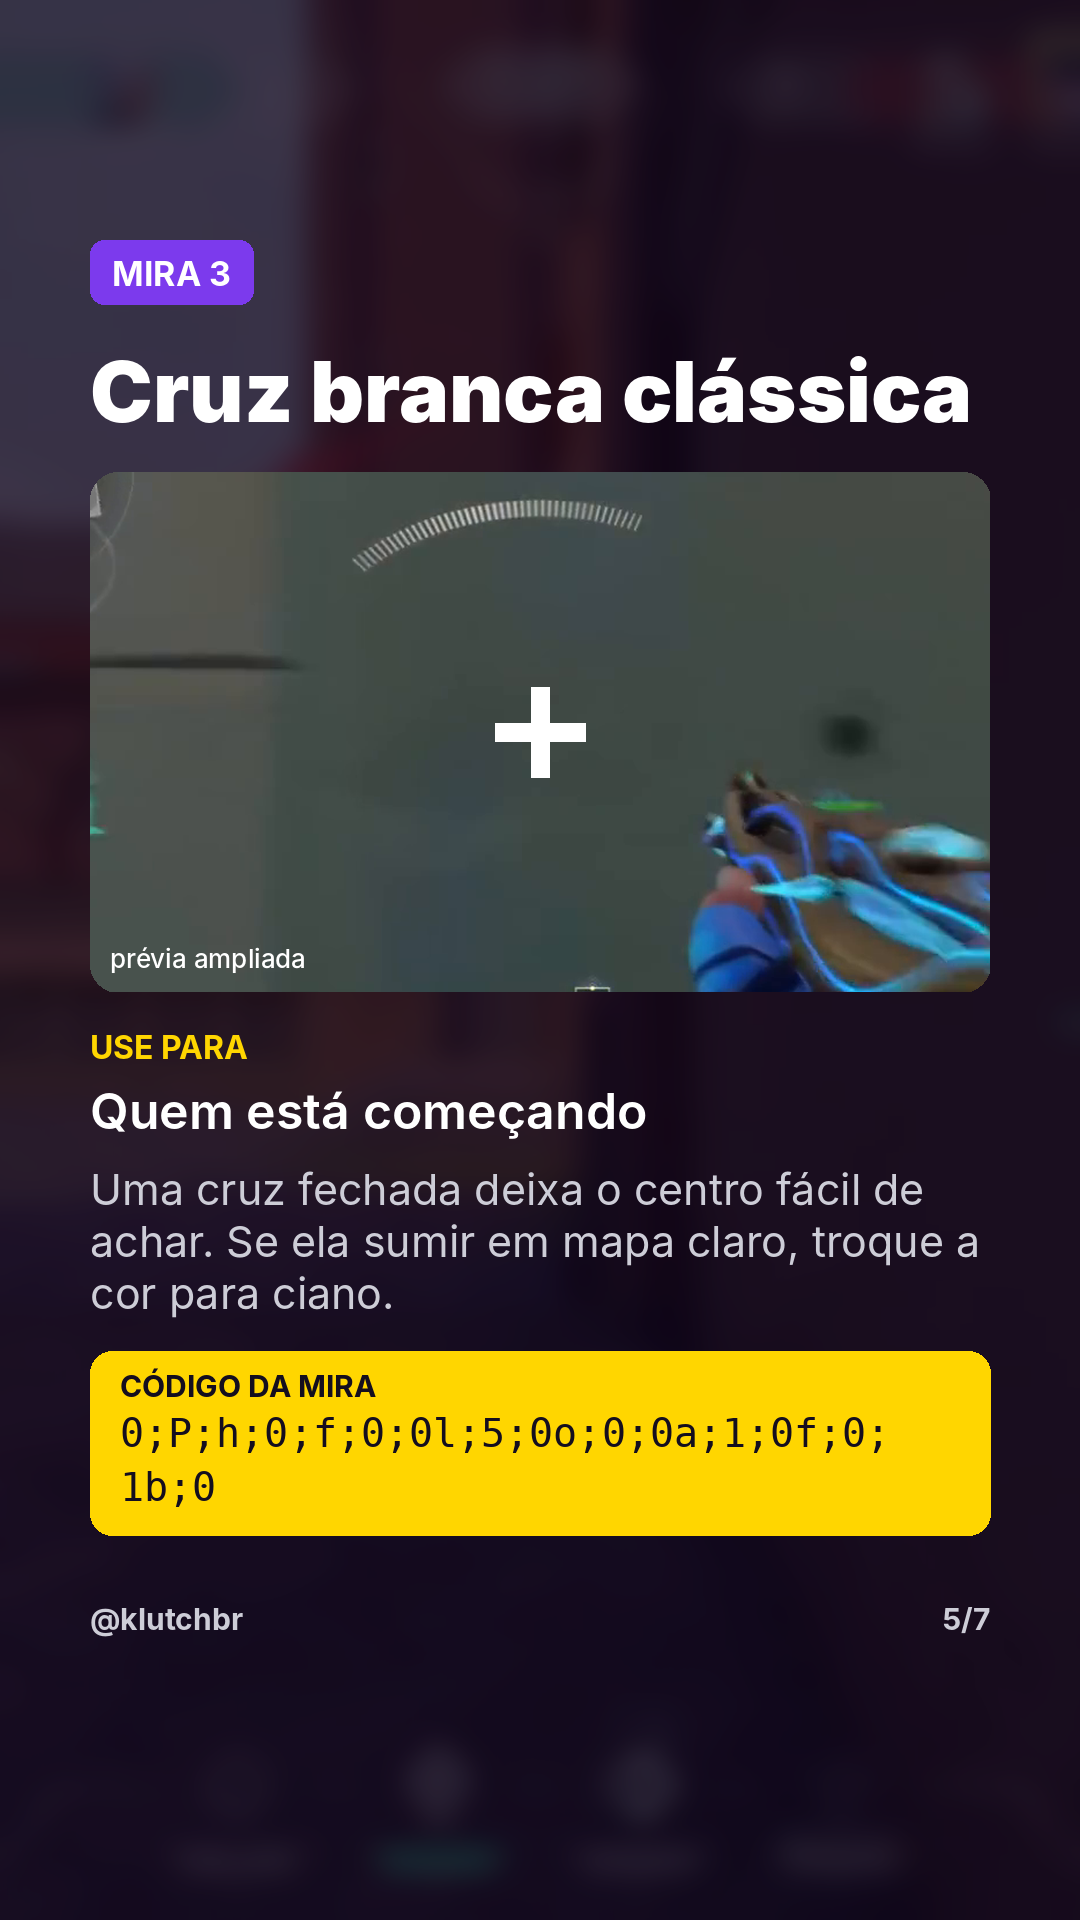 MIRA 3
Cruz branca clássica
prévia ampliada
USE PARA
Quem está começando
Uma cruz fechada deixa o centro fácil de
achar. Se ela sumir em mapa claro, troque a
cor para ciano.
CÓDIGO DA MIRA
0;P;h;0;f;0;0l;5;0o;0;0a;1;0f;0;
1b;0
@klutchbr
5/7